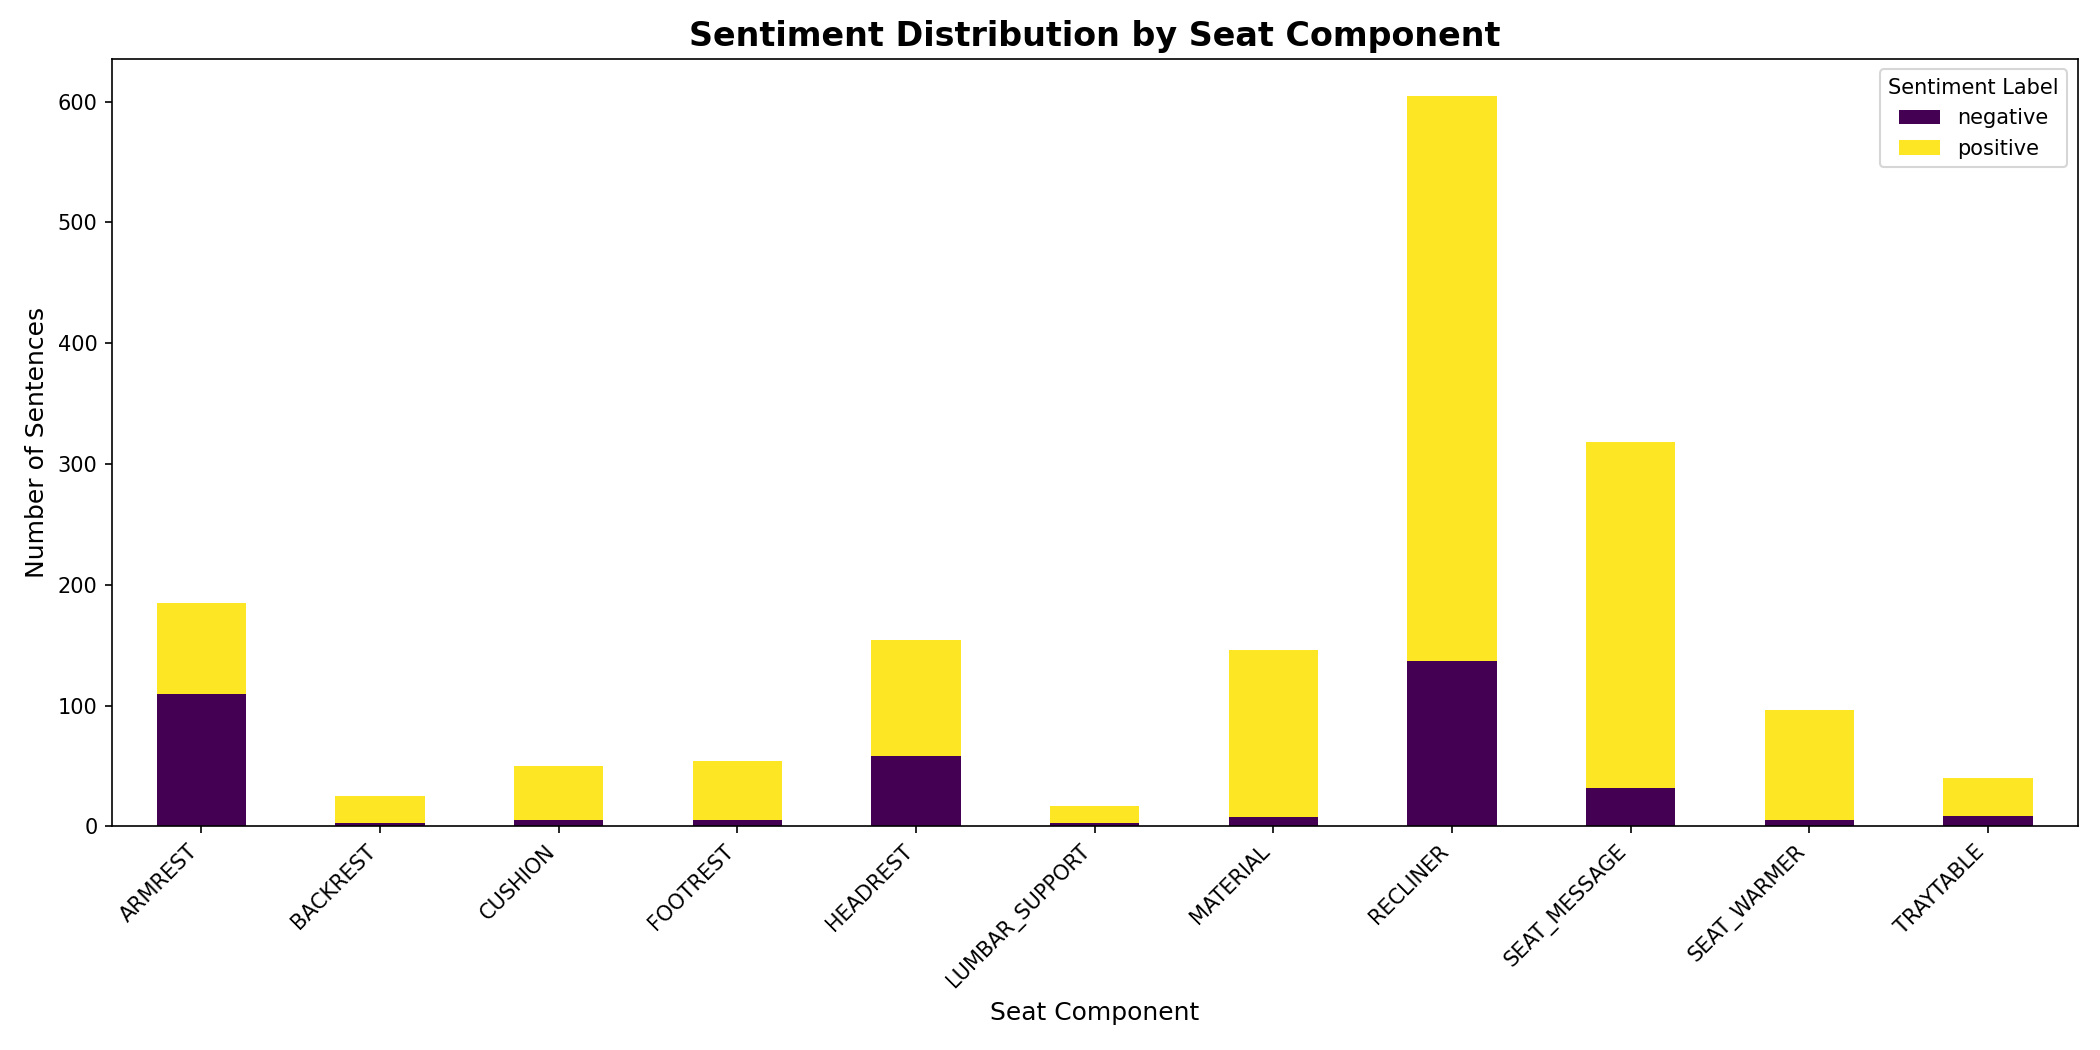 Sentiment Distribution by Seat Component
Sentiment Label
negative
positive
Number of Sentences
600
500
400
300
200
100
0
ARMREST
BACKREST
CUSHION
FOOTREST
HEADREST
LUMBAR_SUPPORT
MATERIAL
RECLINER
SEAT_MESSAGE
SEAT_WARMER
TRAYTABLE
Seat Component